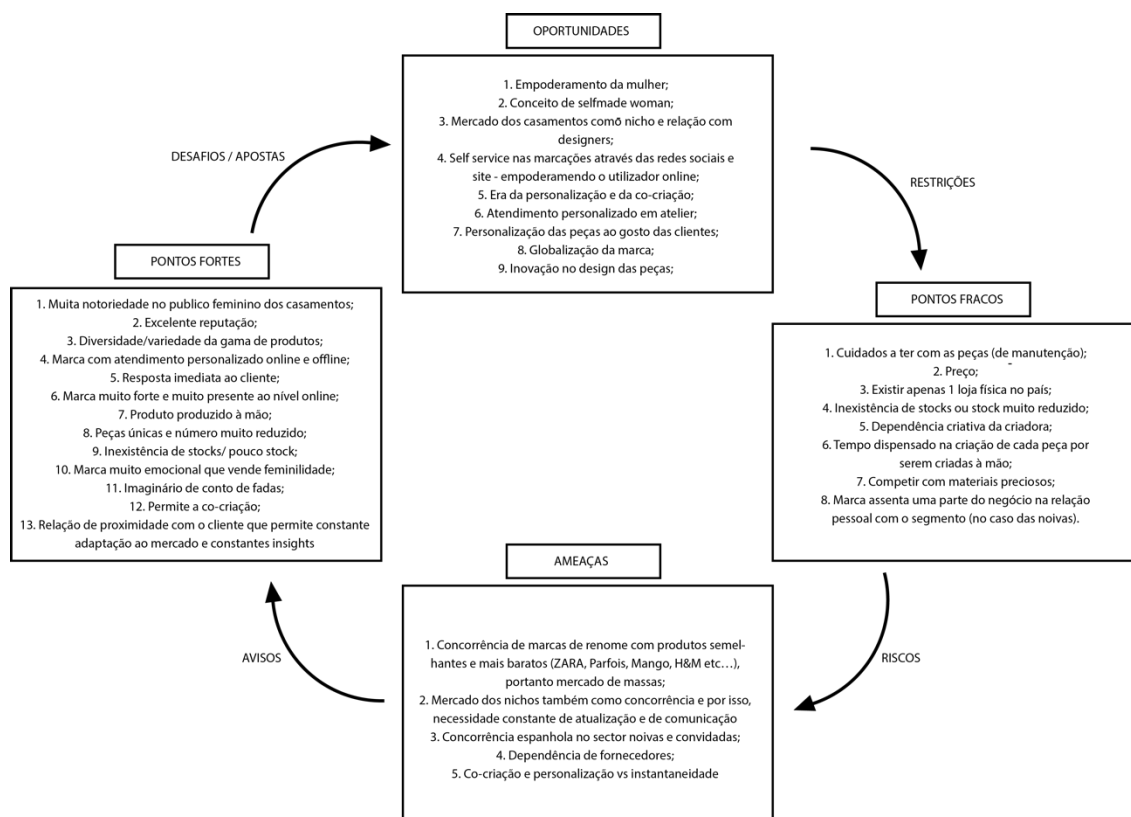 OPORTUNIDADES
1. Empoderamento da mulher;
2. Conceito de selfmade woman;
3. Mercado dos casamentos como nicho e relação com
designers;
4. Self service nas marcações através das redes sociais e
site - empoderamendo o utilizador online;
5. Era da personalização e da co-criação;
6. Atendimento personalizado em atelier;
7. Personalização das peças ao gosto das clientes;
8. Globalização da marca;
9. Inovação no design das peças;
DESAFIOS / APOSTAS
RESTRIÇÕES
PONTOS FORTES
1. Muita notoriedade no publico feminino dos casamentos;
2. Excelente reputação;
3. Diversidade/variedade da gama de produtos;
4. Marca com atendimento personalizado online e offline;
5. Resposta imediata ao cliente;
6. Marca muito forte e muito presente ao nível online;
7. Produto produzido à mão;
8. Peças únicas e número muito reduzido;
9. Inexistência de stocks/ pouco stock;
10. Marca muito emocional que vende feminilidade;
11. Imaginário de conto de fadas;
12. Permite a co-criação;
13. Relação de proximidade com o cliente que permite constante
adaptação ao mercado e constantes insights
PONTOS FRACOS
1. Cuidados a ter com as peças (de manutenção);
2. Preço;
3. Existir apenas 1 loja física no país;
4. Inexistência de stocks ou stock muito reduzido;
5. Dependência criativa da criadora;
6. Tempo dispensado na criação de cada peça por
serem criadas à mão;
7. Competir com materiais preciosos;
8. Marca assenta uma parte do negócio na relação
pessoal com o segmento (no caso das noivas).
AMEAÇAS
1. Concorrência de marcas de renome com produtos semel-
hantes e mais baratos (ZARA, Parfois, Mango, H&M etc…),
portanto mercado de massas;
2. Mercado dos nichos também como concorrência e por isso,
necessidade constante de atualização e de comunicação
3. Concorrência espanhola no sector noivas e convidadas;
4. Dependência de fornecedores;
5. Co-criação e personalização vs instantaneidade
AVISOS
RISCOS